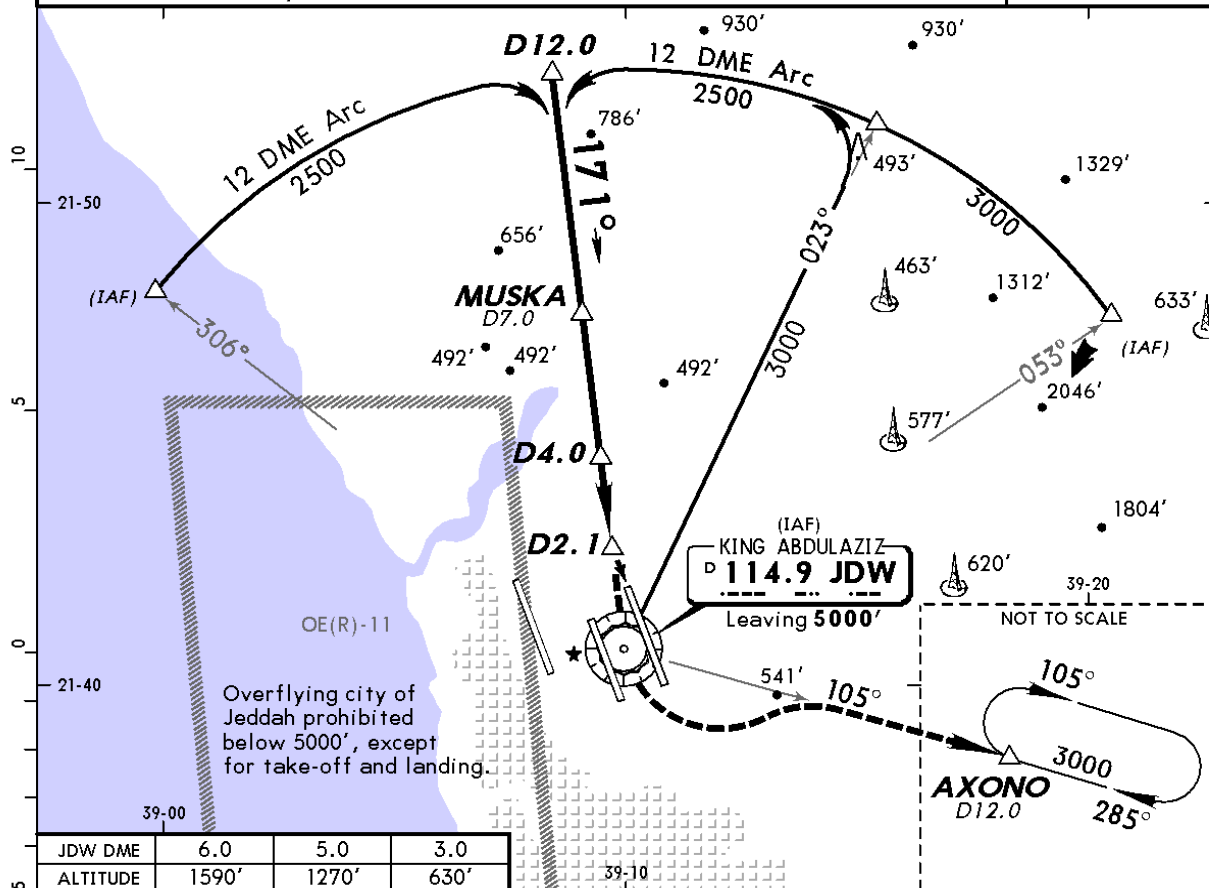 930'
930'
D12.0
12 DME Arc
2500
12 DME Arc
2500
786'
171°
493'
1329'
10
21-50
3000
023°
656'
463'
1312'
633'
(IAF)
MUSKA
D7.0
306°
3000
053°
(IAF)
492'
492'
492'
2046'
5
577'
D4.0
1804'
D2.1
(IAF)
KING ABDULAZIZ
D 114.9 JDW
Leaving 5000'
620'
39-20
NOT TO SCALE
OE(R)-11
0
21-40
541'
105°
105°
Overflying city of
Jeddah prohibited
below 5000', except
for take-off and landing.
3000
AXONO
D12.0
285°
39-00
JDW DME 6.0 5.0 3.0
ALTITUDE 1590' 1270' 630'
39-10
5